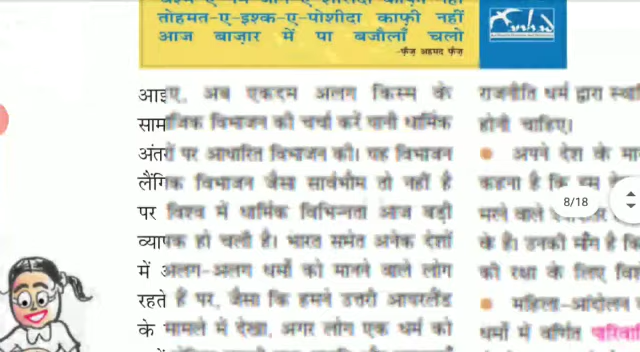 तोहमत-ए-इश्क-ए-पोशीदा काफ़ी नहीं
आज बाज़ार में पा बजौलाँ चलो
-फ़ैज़ अहमद फ़ैज़
आइए, अब एकदम अलग किस्म के
सामाजिक विभाजन की चर्चा करें यानी धार्मिक
अंतरों पर आधारित विभाजन की। यह विभाजन
लैंगिक विभाजन जैसा सार्वभौम तो नहीं है
पर विश्व में धार्मिक विभिन्नता आज बड़ी
व्यापक हो चली है। भारत समेत अनेक देशों
में अलग-अलग धर्मों को मानने वाले लोग
रहते हैं पर, जैसा कि हमने उत्तरी आयरलैंड
के मामले में देखा, अगर लोग एक धर्म को
राजनीति धर्म द्वारा
होनी चाहिए।
अपने देश के
कहना है कि
8/18
मरने वाले
के हैं। उनकी माँग है
की रक्षा के लिए
महिला-आंदोलन
धर्मों में वर्णित